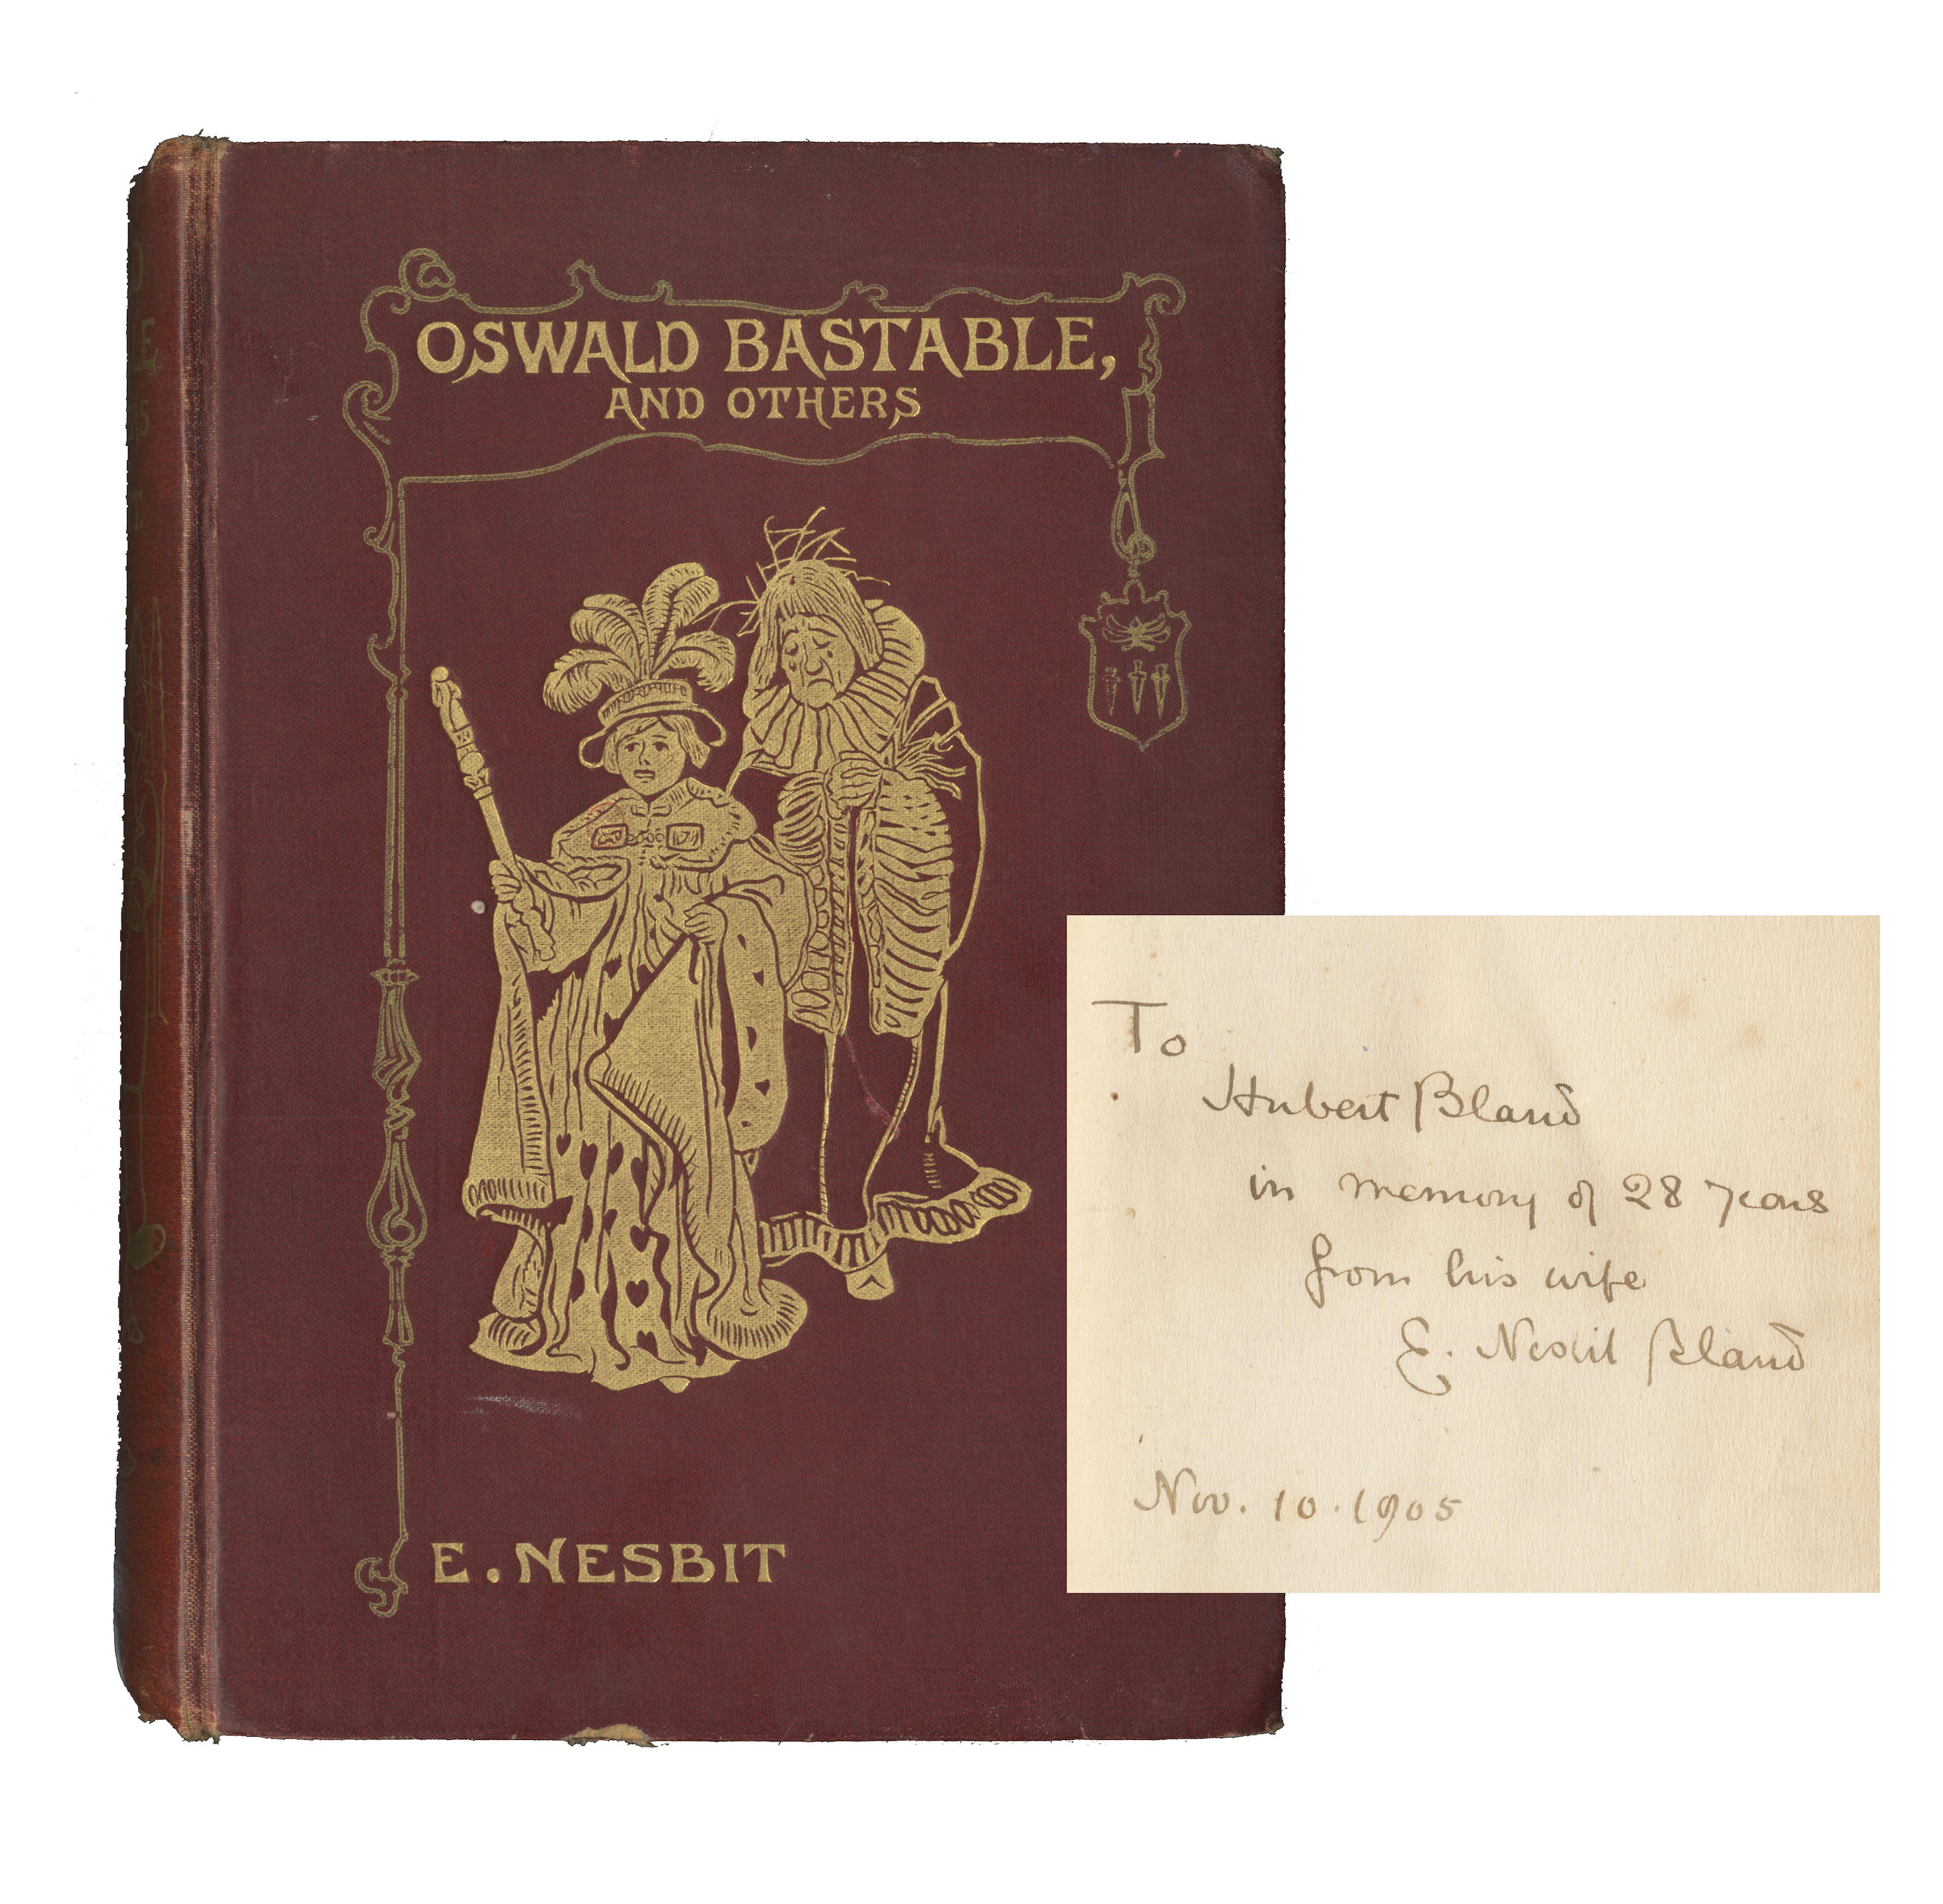 OSWALD BASTABLE,
AND OTHERS
E. NESBIT
To
Hubert Bland
in memory of 28 years
from his wife
E. Nesbit Bland
Nov. 10. 1905